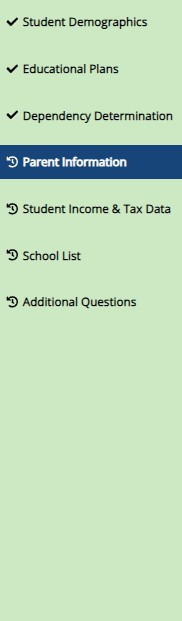 Student Demographics
Educational Plans
Dependency Determination
Parent Information
Student Income & Tax Data
School List
Additional Questions